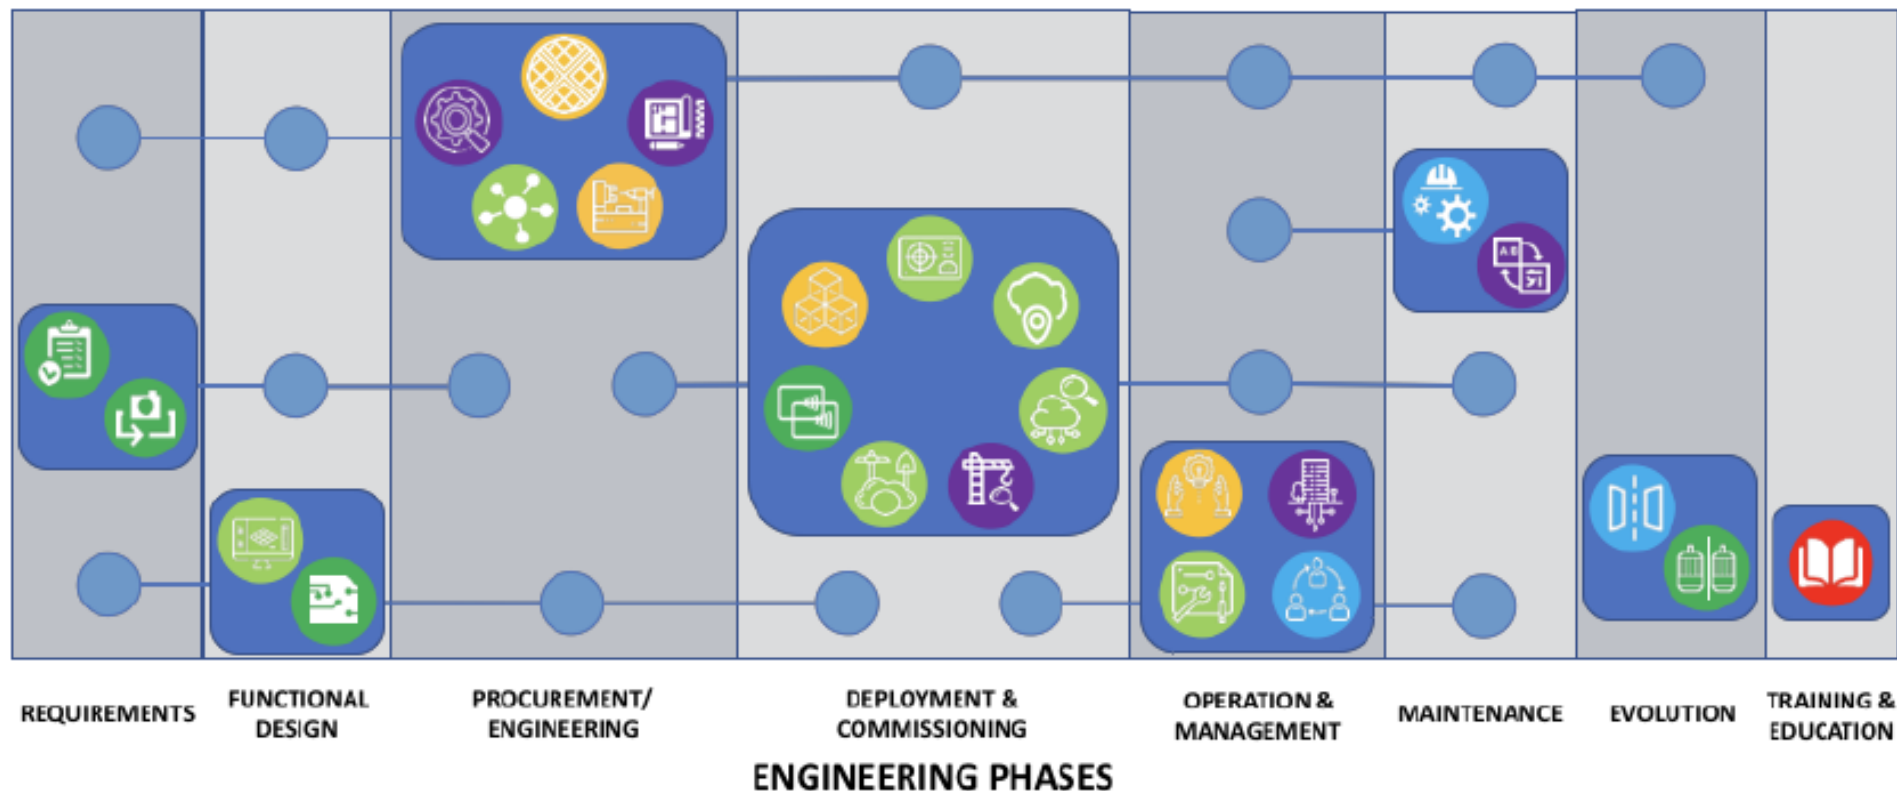 REQUIREMENTS
FUNCTIONAL
DESIGN
PROCUREMENT/
ENGINEERING
DEPLOYMENT &
COMMISSIONING
OPERATION &
MANAGEMENT
MAINTENANCE
EVOLUTION
TRAINING &
EDUCATION
ENGINEERING PHASES